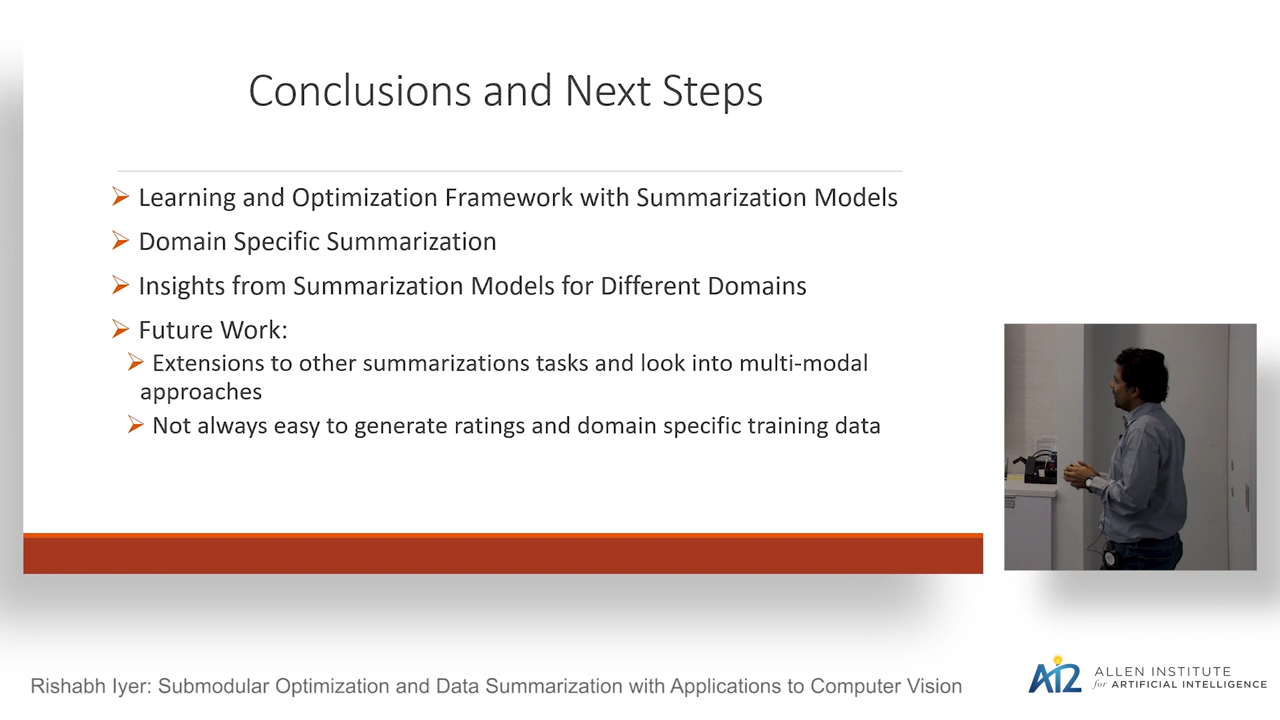 Conclusions and Next Steps
Learning and Optimization Framework with Summarization Models
Domain Specific Summarization
Insights from Summarization Models for Different Domains
Future Work:
Extensions to other summarizations tasks and look into multi-modal
approaches
Not always easy to generate ratings and domain specific training data
Rishabh Iyer: Submodular Optimization and Data Summarization with Applications to Computer Vision
AI2
ALLEN INSTITUTE
for ARTIFICIAL INTELLIGENCE